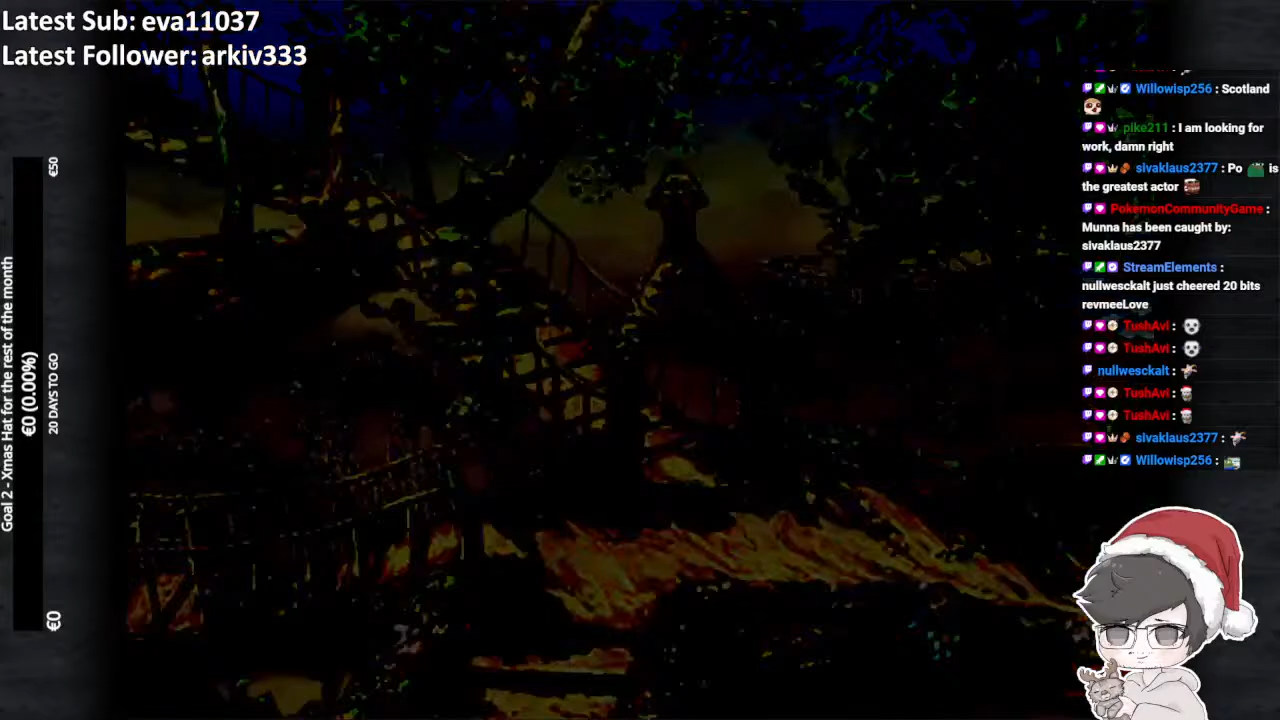 Latest Sub: eva11037
Latest Follower: arkiv333
Goal 2 - Xmas Hat for the rest of the month
€0 (0.00%)
20 DAYS TO GO
€50
€0
Willowisp256 : Scotland
pike211 : I am looking for
work, damn right
sivaklaus2377 : Po is
the greatest actor
PokemonCommunityGame :
Munna has been caught by:
sivaklaus2377
StreamElements :
nullwesckalt just cheered 20 bits
revmeeLove
TushAvi :
TushAvi :
nullwesckalt :
TushAvi :
TushAvi :
sivaklaus2377 :
Willowisp256 :